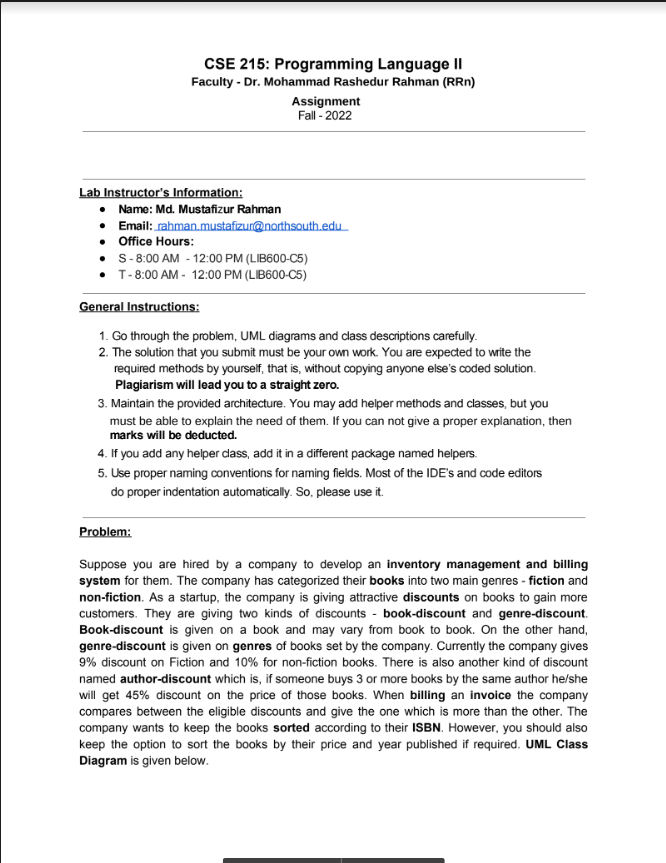 CSE 215: Programming Language II
Faculty - Dr. Mohammad Rashedur Rahman (RRn)
Assignment
Fall - 2022
Lab Instructor's Information:
● Name: Md. Mustafizur Rahman
● Email: rahman.mustafizur@northsouth.edu
● Office Hours:
● S - 8:00 AM - 12:00 PM (LIB600-C5)
● T - 8:00 AM - 12:00 PM (LIB600-C5)
General Instructions:
1. Go through the problem, UML diagrams and class descriptions carefully.
2. The solution that you submit must be your own work. You are expected to write the
required methods by yourself, that is, without copying anyone else's coded solution.
Plagiarism will lead you to a straight zero.
3. Maintain the provided architecture. You may add helper methods and classes, but you
must be able to explain the need of them. If you can not give a proper explanation, then
marks will be deducted.
4. If you add any helper class, add it in a different package named helpers.
5. Use proper naming conventions for naming fields. Most of the IDE's and code editors
do proper indentation automatically. So, please use it.
Problem:
Suppose you are hired by a company to develop an inventory management and billing
system for them. The company has categorized their books into two main genres - fiction and
non-fiction. As a startup, the company is giving attractive discounts on books to gain more
customers. They are giving two kinds of discounts - book-discount and genre-discount.
Book-discount is given on a book and may vary from book to book. On the other hand,
genre-discount is given on genres of books set by the company. Currently the company gives
9% discount on Fiction and 10% for non-fiction books. There is also another kind of discount
named author-discount which is, if someone buys 3 or more books by the same author he/she
will get 45% discount on the price of those books. When billing an invoice the company
compares between the eligible discounts and give the one which is more than the other. The
company wants to keep the books sorted according to their ISBN. However, you should also
keep the option to sort the books by their price and year published if required. UML Class
Diagram is given below.